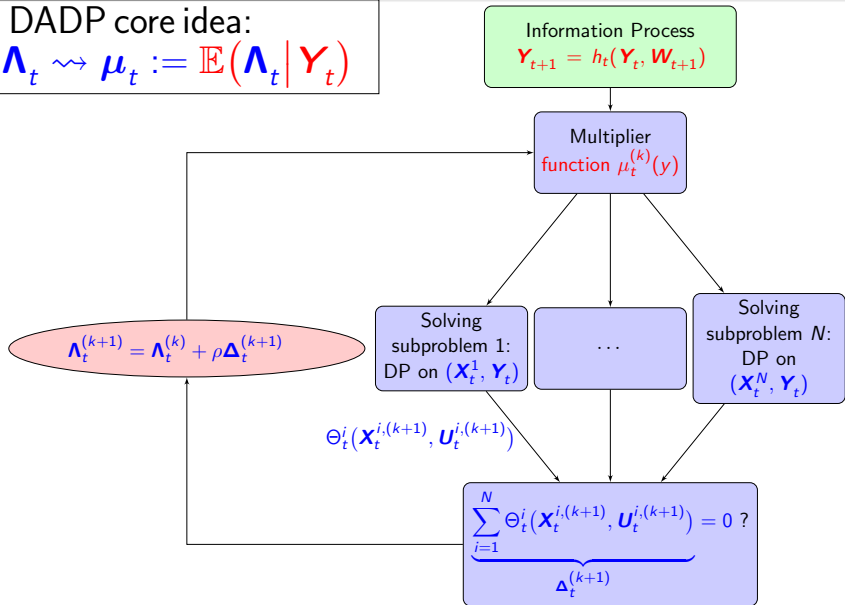 DADP core idea:
𝚲_t ⇝ 𝝁_t := 𝔼(𝚲_t | 𝒀_t)
Information Process
𝒀_{t+1} = h_t(𝒀_t, 𝑾_{t+1})
Multiplier
function μ_t^{(k)}(y)
Solving
subproblem 1:
DP on (𝑿_t^1, 𝒀_t)
⋯
Solving
subproblem N:
DP on
(𝑿_t^N, 𝒀_t)
𝚲_t^{(k+1)} = 𝚲_t^{(k)} + ρ𝚫_t^{(k+1)}
Θ_t^i(𝑿_t^{i,(k+1)}, 𝑼_t^{i,(k+1)})
∑_{i=1}^{N} Θ_t^i(𝑿_t^{i,(k+1)}, 𝑼_t^{i,(k+1)}) = 0 ?
𝚫_t^{(k+1)}